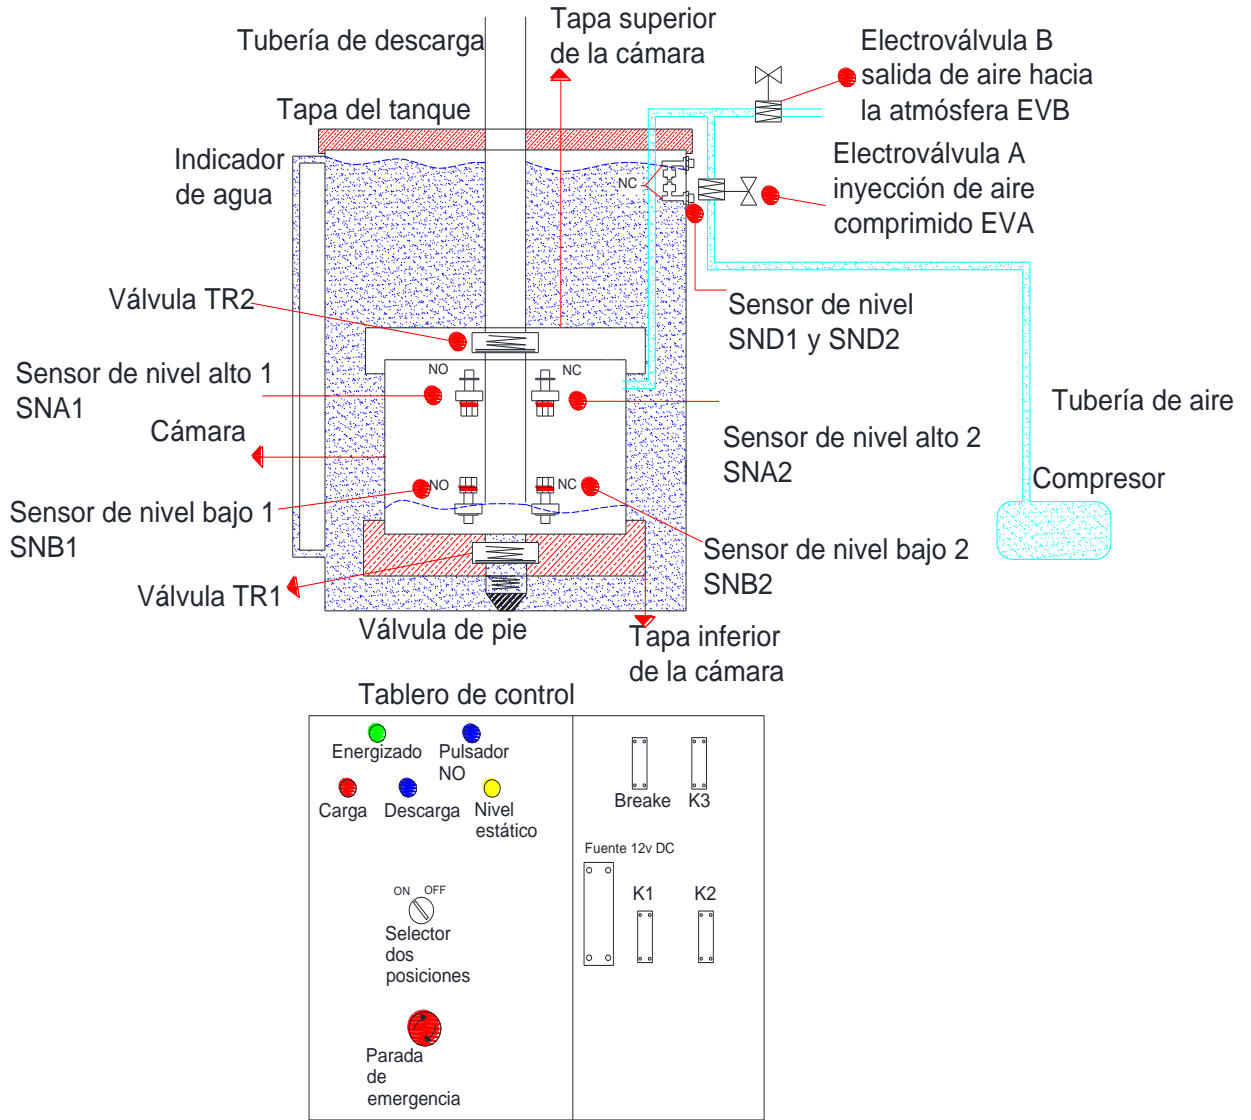 Tubería de descarga
Tapa superior
de la cámara
Electroválvula B
salida de aire hacia
la atmósfera EVB
Tapa del tanque
Indicador
de agua
NC
Electroválvula A
inyección de aire
comprimido EVA
Válvula TR2
Sensor de nivel
SND1 y SND2
Sensor de nivel alto 1
SNA1
NO
NC
Tubería de aire
Cámara
Sensor de nivel alto 2
SNA2
Compresor
NO
NC
Sensor de nivel bajo 1
SNB1
Sensor de nivel bajo 2
SNB2
Válvula TR1
Válvula de pie
Tapa inferior
de la cámara
Tablero de control
Energizado
Pulsador
NO
Carga
Descarga
Nivel
estático
Breake
K3
Fuente 12v DC
K1
K2
ON
OFF
Selector
dos
posiciones
Parada
de
emergencia